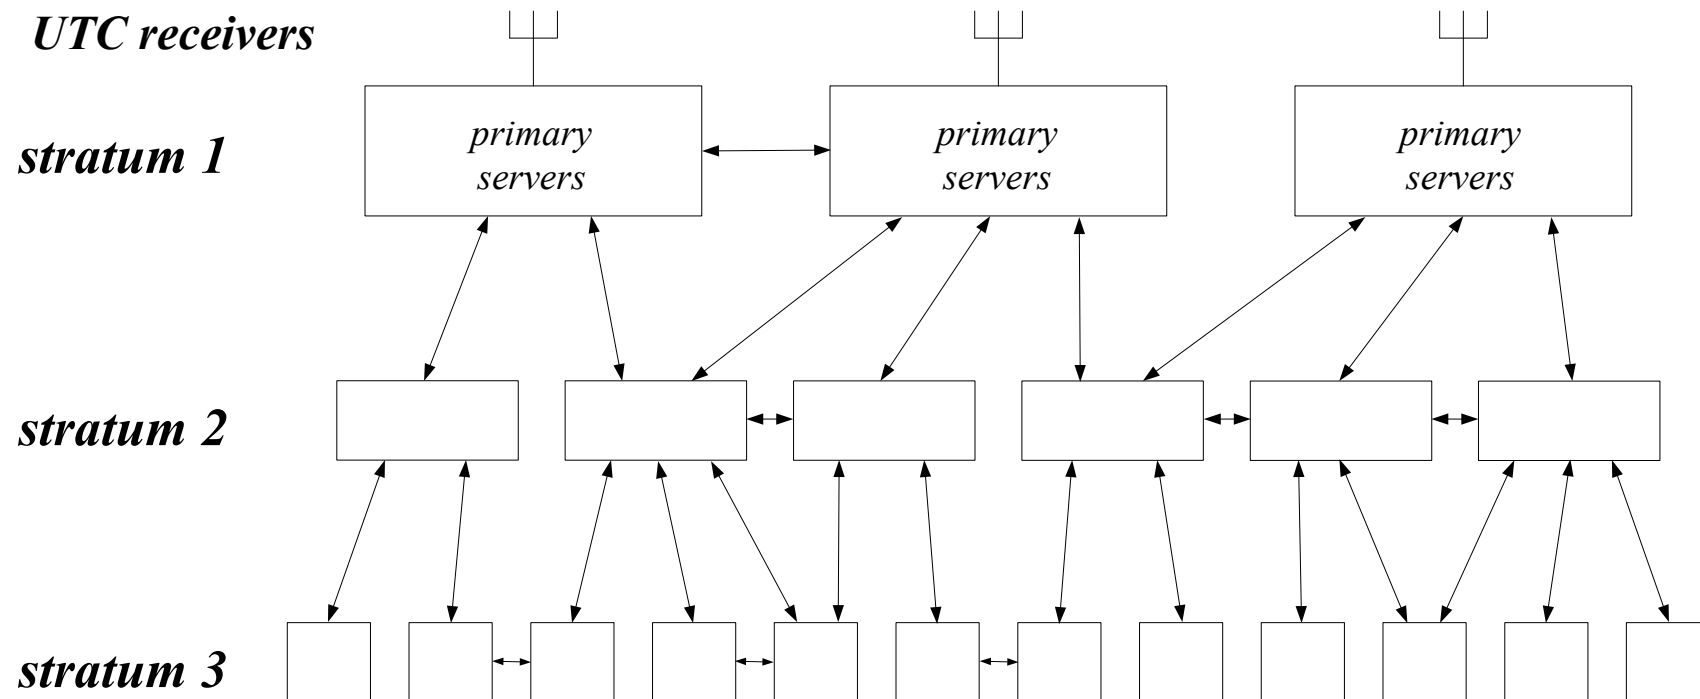 UTC receivers
stratum 1
primary
servers
primary
servers
primary
servers
stratum 2
stratum 3